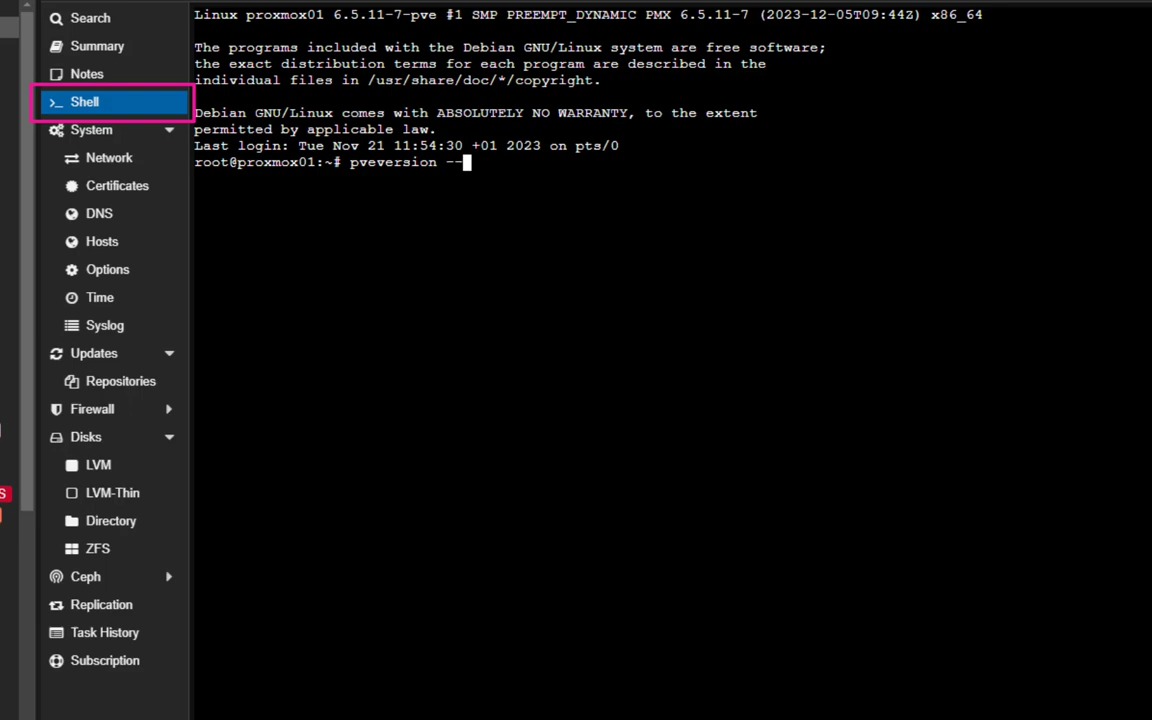 Search
Summary
Notes
>_ Shell
System
Network
Certificates
DNS
Hosts
Options
Time
Syslog
Updates
Repositories
Firewall
Disks
LVM
LVM-Thin
Directory
ZFS
Ceph
Replication
Task History
Subscription
S
Linux proxmox01 6.5.11-7-pve #1 SMP PREEMPT_DYNAMIC PMX 6.5.11-7 (2023-12-05T09:44Z) x86_64
The programs included with the Debian GNU/Linux system are free software;
the exact distribution terms for each program are described in the
individual files in /usr/share/doc/*/copyright.
Debian GNU/Linux comes with ABSOLUTELY NO WARRANTY, to the extent
permitted by applicable law.
Last login: Tue Nov 21 11:54:30 +01 2023 on pts/0
root@proxmox01:~# pveversion --